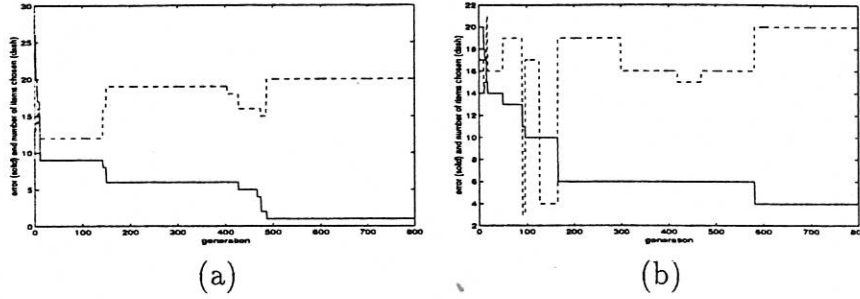 30
25
20
15
10
5
0
0 100 200 300 400 500 600 700 800
generation
error (solid) and number of items chosen (dash)
(a)
22
20
18
16
14
12
10
8
6
4
2
0 100 200 300 400 500 600 700 800
generation
error (solid) and number of items chosen (dash)
(b)